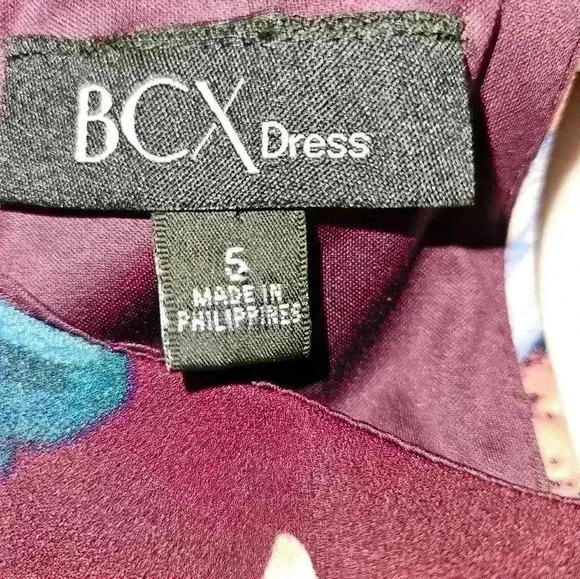 BCX Dress
5
MADE IN
PHILIPPINES